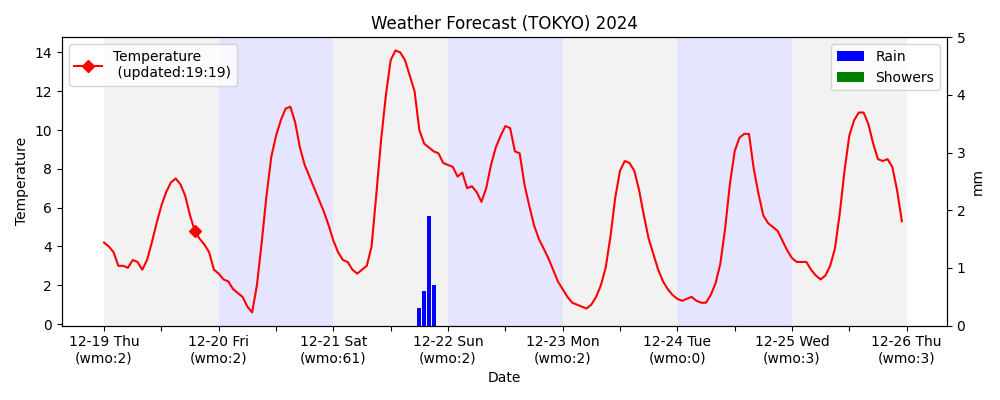 Weather Forecast (TOKYO) 2024
Temperature
(updated:19:19)
Rain
Showers
14
12
10
8
6
4
2
0
Temperature
5
4
3
2
1
0
mm
12-19 Thu
(wmo:2)
12-20 Fri
(wmo:2)
12-21 Sat
(wmo:61)
12-22 Sun
(wmo:2)
12-23 Mon
(wmo:2)
12-24 Tue
(wmo:0)
12-25 Wed
(wmo:3)
12-26 Thu
(wmo:3)
Date